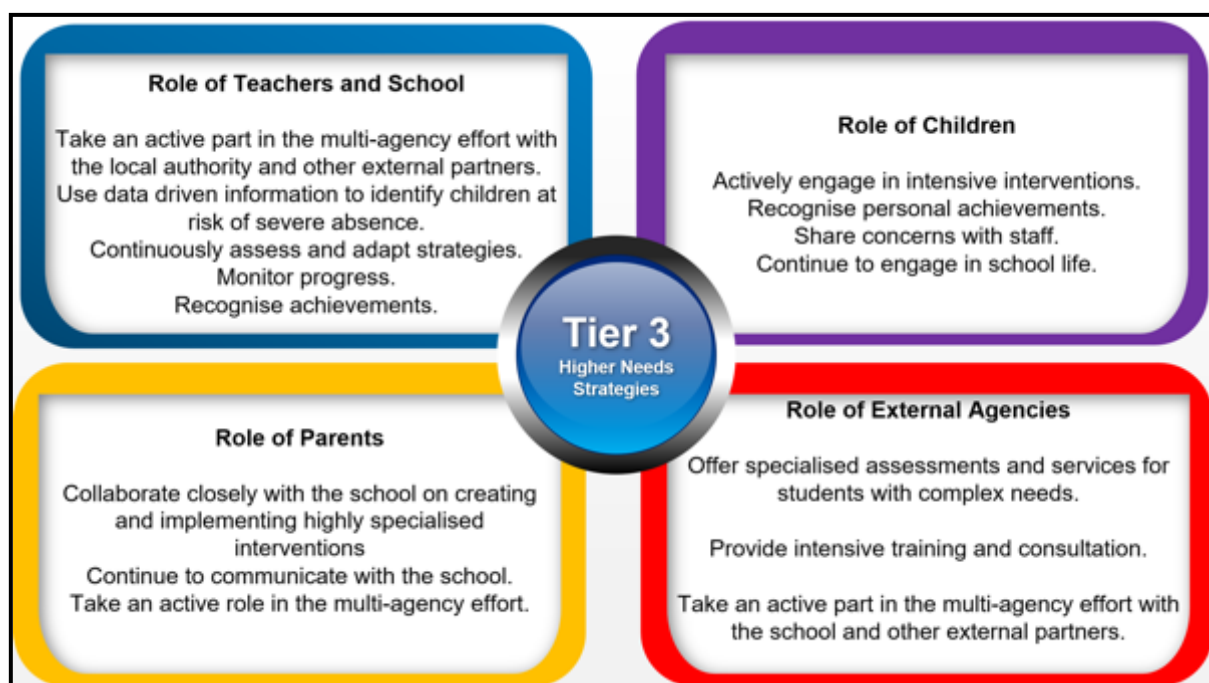 Role of Teachers and School
Take an active part in the multi-agency effort with
the local authority and other external partners.
Use data driven information to identify children at
risk of severe absence.
Continuously assess and adapt strategies.
Monitor progress.
Recognise achievements.
Role of Children
Actively engage in intensive interventions.
Recognise personal achievements.
Share concerns with staff.
Continue to engage in school life.
Tier 3
Higher Needs
Strategies
Role of Parents
Collaborate closely with the school on creating
and implementing highly specialised
interventions
Continue to communicate with the school.
Take an active role in the multi-agency effort.
Role of External Agencies
Offer specialised assessments and services for
students with complex needs.
Provide intensive training and consultation.
Take an active part in the multi-agency effort with
the school and other external partners.